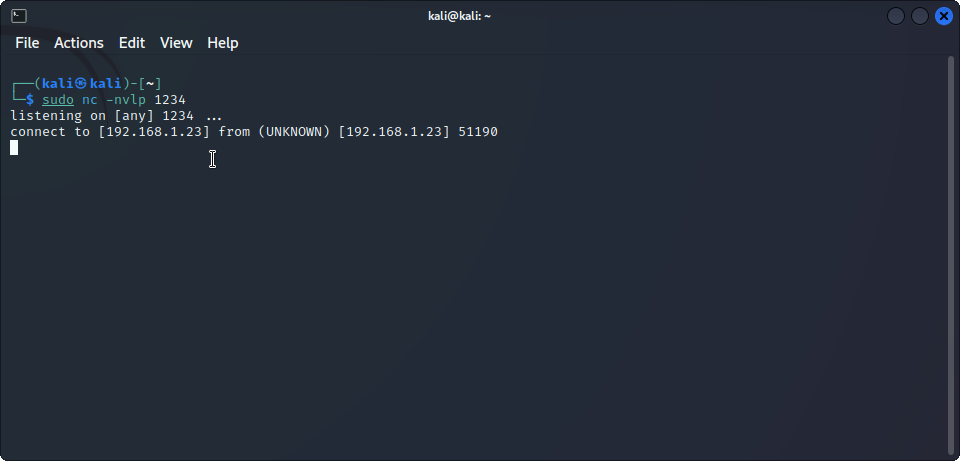 kali@kali: ~
File Actions Edit View Help
┌──(kali㉿kali)-[~]
└─$ sudo nc -nvlp 1234
listening on [any] 1234 ...
connect to [192.168.1.23] from (UNKNOWN) [192.168.1.23] 51190